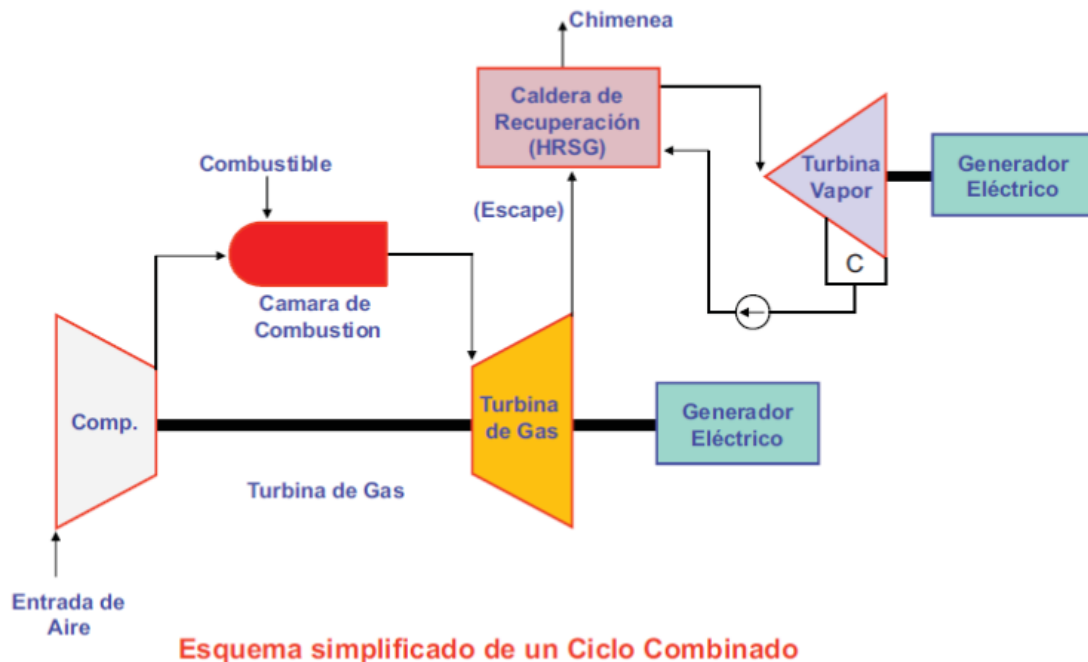 Chimenea
Caldera de
Recuperación
(HRSG)
Combustible
(Escape)
Turbina
Vapor
Generador
Eléctrico
C
Camara de
Combustion
Comp.
Turbina
de Gas
Generador
Eléctrico
Turbina de Gas
Entrada de
Aire
Esquema simplificado de un Ciclo Combinado